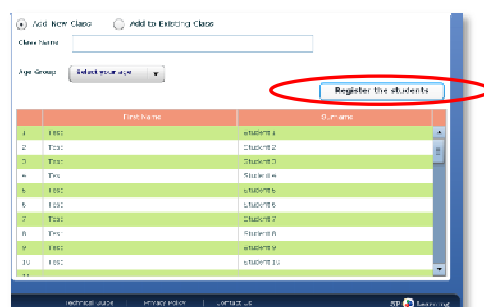 Add New Class Add to Existing Class
Class Name
Age Group Select your age
Register the students
First Name Surname
1 Test Student 1
2 Test Student 2
3 Test Student 3
4 Test Student 4
5 Test Student 5
6 Test Student 6
7 Test Student 7
8 Test Student 8
9 Test Student 9
10 Test Student 10
11
Technical Guide | Privacy Policy | Contact Us Learning